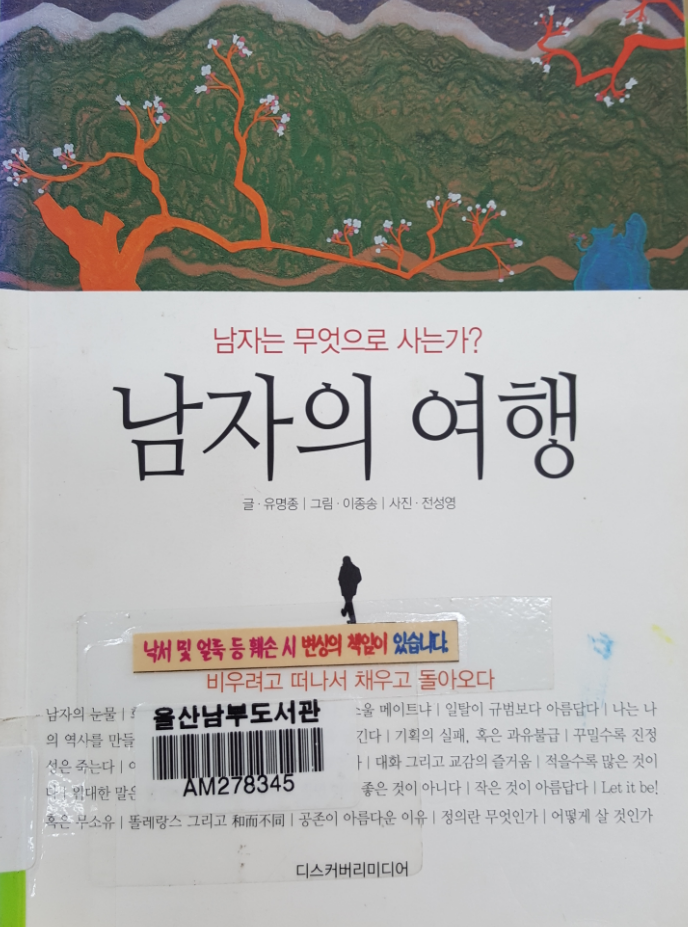 남자는 무엇으로 사는가?
남자의 여행
글 · 유명종 | 그림 · 이종송 | 사진 · 전성영
낙서 및 얼룩 등 훼손 시 변상의 책임이 있습니다.
비우려고 떠나서 채우고 돌아오다
남자의 눈물 | 메이트냐 | 일탈이 규범보다 아름답다 | 나는 나
의 역사를 만들 긴다 | 기획의 실패, 혹은 과유불급 | 꾸밀수록 진정
성은 죽는다 | 대화 그리고 교감의 즐거움 | 적을수록 많은 것이
다 | 위대한 말은 좋은 것이 아니다 | 작은 것이 아름답다 | Let it be!
혹은 무소유 | 똘레랑스 그리고 和而不同 | 공존이 아름다운 이유 | 정의란 무엇인가 | 어떻게 살 것인가
울산남부도서관
AM278345
디스커버리미디어